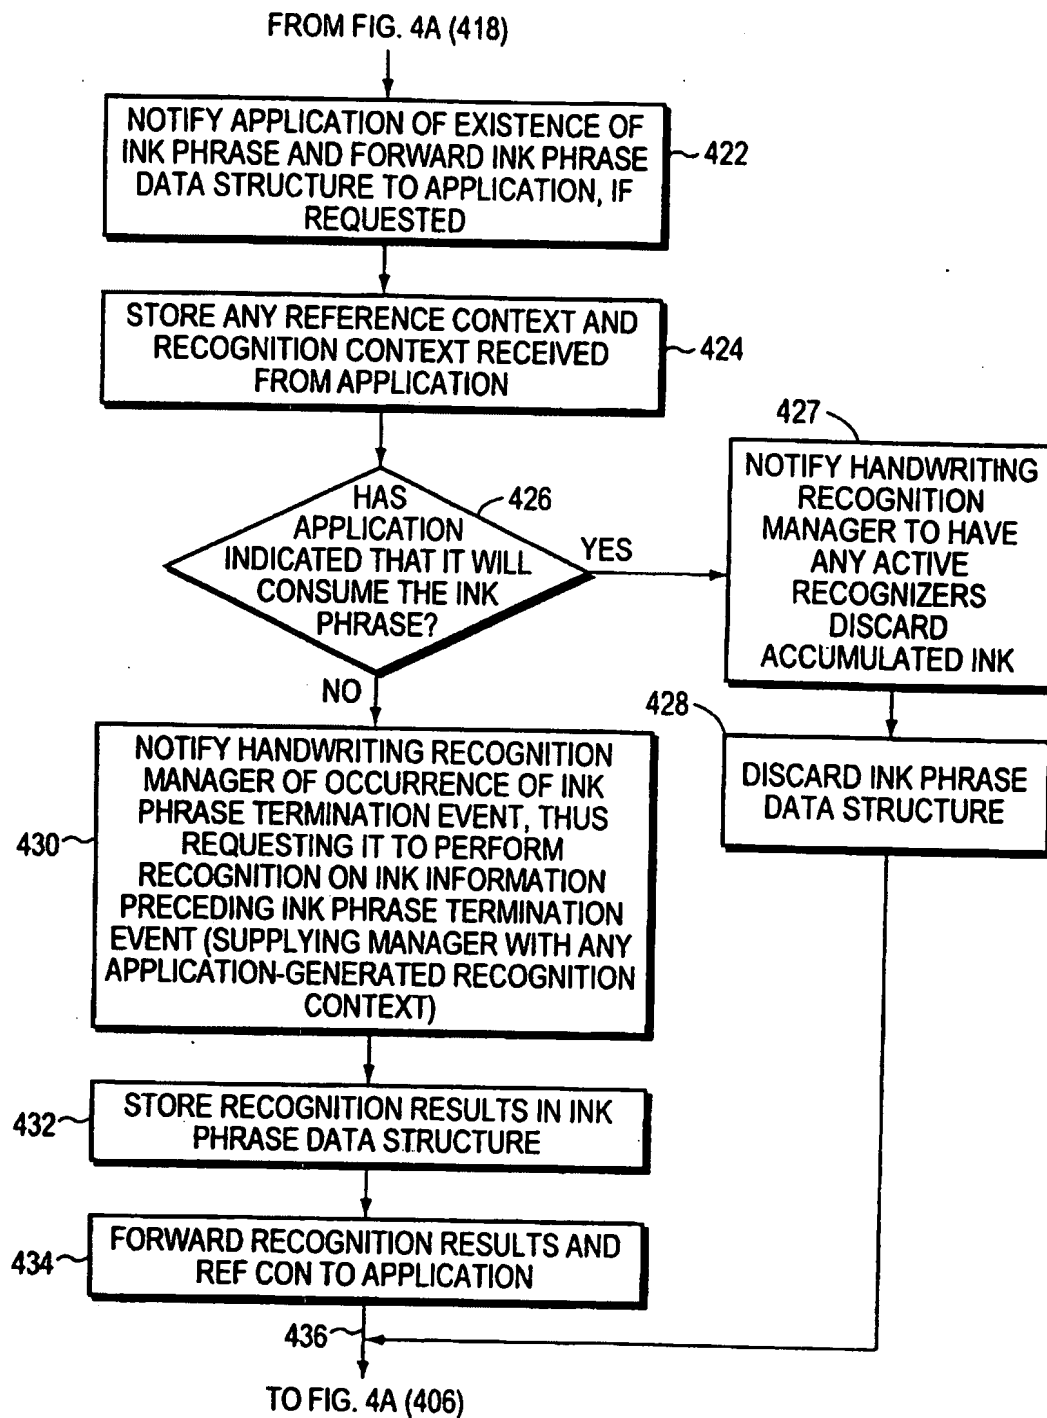 FROM FIG. 4A (418)
NOTIFY APPLICATION OF EXISTENCE OF
INK PHRASE AND FORWARD INK PHRASE
DATA STRUCTURE TO APPLICATION, IF
REQUESTED
422
STORE ANY REFERENCE CONTEXT AND
RECOGNITION CONTEXT RECEIVED
FROM APPLICATION
424
HAS
APPLICATION
INDICATED THAT IT WILL
CONSUME THE INK
PHRASE?
426
YES
427
NOTIFY HANDWRITING
RECOGNITION
MANAGER TO HAVE
ANY ACTIVE
RECOGNIZERS
DISCARD
ACCUMULATED INK
428
DISCARD INK PHRASE
DATA STRUCTURE
NO
NOTIFY HANDWRITING RECOGNITION
MANAGER OF OCCURRENCE OF INK
PHRASE TERMINATION EVENT, THUS
REQUESTING IT TO PERFORM
RECOGNITION ON INK INFORMATION
PRECEDING INK PHRASE TERMINATION
EVENT (SUPPLYING MANAGER WITH ANY
APPLICATION-GENERATED RECOGNITION
CONTEXT)
430
STORE RECOGNITION RESULTS IN INK
PHRASE DATA STRUCTURE
432
FORWARD RECOGNITION RESULTS AND
REF CON TO APPLICATION
434
436
TO FIG. 4A (406)